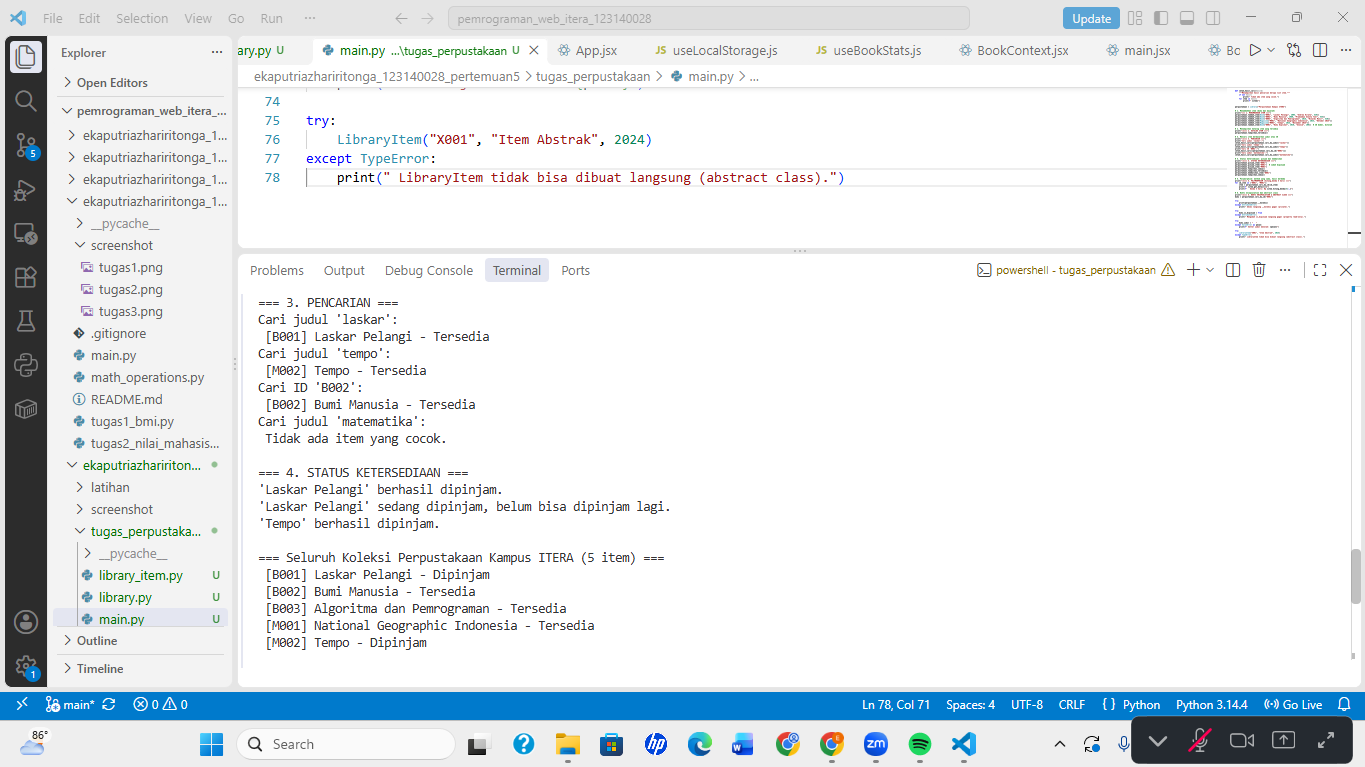 File Edit Selection View Go Run ···
pemrograman_web_itera_123140028
Update
Explorer
Open Editors
pemrograman_web_itera_...
ekaputriazhariritonga_1...
ekaputriazhariritonga_1...
ekaputriazhariritonga_1...
ekaputriazhariritonga_1...
__pycache__
screenshot
tugas1.png
tugas2.png
tugas3.png
.gitignore
main.py
math_operations.py
README.md
tugas1_bmi.py
tugas2_nilai_mahasis...
ekaputriazhaririton...
latihan
screenshot
tugas_perpustaka...
__pycache__
library_item.py U
library.py U
main.py U
Outline
Timeline
5
1
ary.py U main.py ...\tugas_perpustakaan U App.jsx JS useLocalStorage.js JS useBookStats.js BookContext.jsx main.jsx Bo
ekaputriazhariritonga_123140028_pertemuan5 > tugas_perpustakaan > main.py > ...
74
75 try:
76 LibraryItem("X001", "Item Abstrak", 2024)
77 except TypeError:
78 print(" LibraryItem tidak bisa dibuat langsung (abstract class).")
Problems Output Debug Console Terminal Ports
powershell - tugas_perpustakaan
=== 3. PENCARIAN ===
Cari judul 'laskar':
[B001] Laskar Pelangi - Tersedia
Cari judul 'tempo':
[M002] Tempo - Tersedia
Cari ID 'B002':
[B002] Bumi Manusia - Tersedia
Cari judul 'matematika':
Tidak ada item yang cocok.
=== 4. STATUS KETERSEDIAAN ===
'Laskar Pelangi' berhasil dipinjam.
'Laskar Pelangi' sedang dipinjam, belum bisa dipinjam lagi.
'Tempo' berhasil dipinjam.
=== Seluruh Koleksi Perpustakaan Kampus ITERA (5 item) ===
[B001] Laskar Pelangi - Dipinjam
[B002] Bumi Manusia - Tersedia
[B003] Algoritma dan Pemrograman - Tersedia
[M001] National Geographic Indonesia - Tersedia
[M002] Tempo - Dipinjam
main* 0 0 Ln 78, Col 71 Spaces: 4 UTF-8 CRLF { } Python Python 3.14.4 Go Live
86°
Search
hp
zm